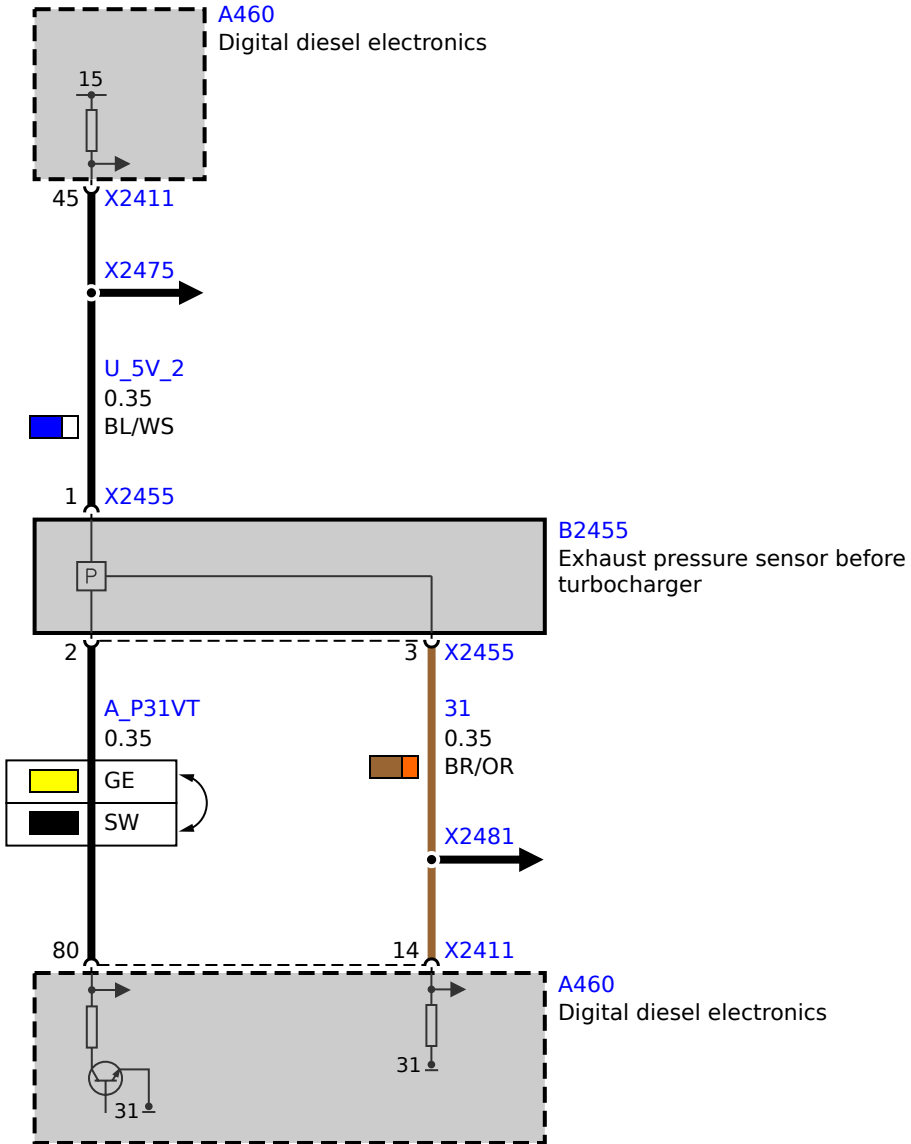 A460
Digital diesel electronics
15
45 X2411
X2475
U_5V_2
0.35
BL/WS
1 X2455
B2455
Exhaust pressure sensor before
turbocharger
P
2
3 X2455
A_P31VT
0.35
GE
SW
31
0.35
BR/OR
X2481
80
14 X2411
A460
Digital diesel electronics
31
31